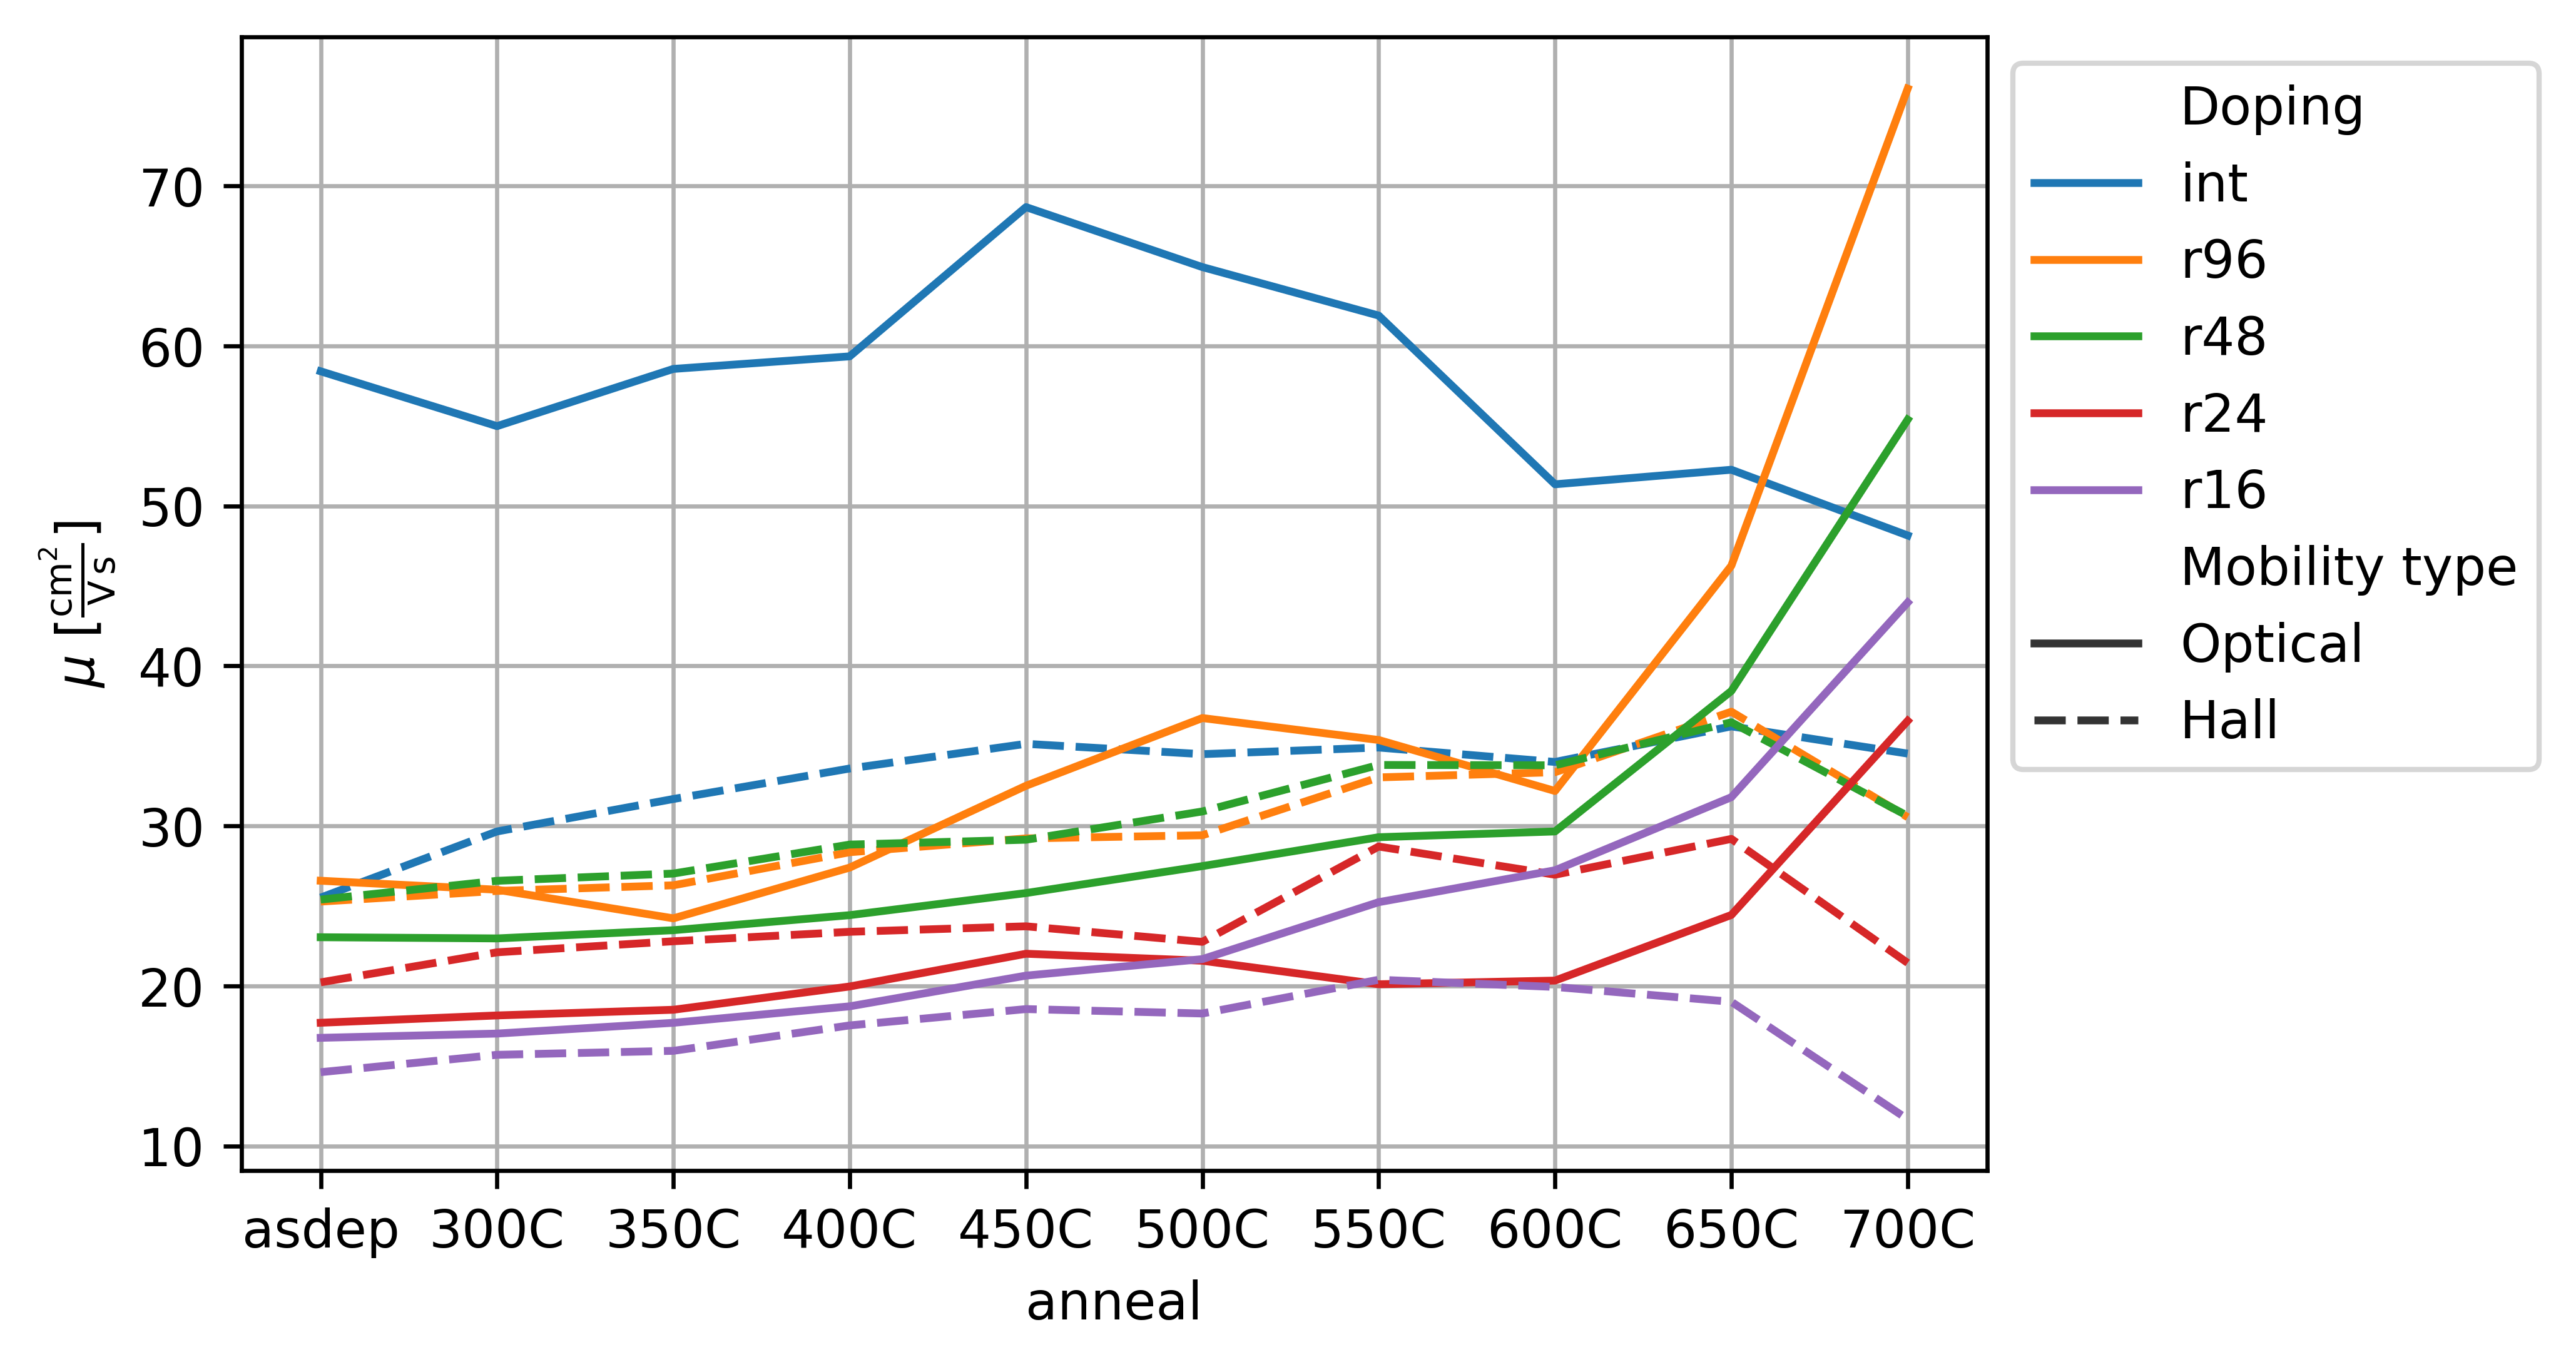 70
60
50
40
30
20
10
μ [cm²/V s]
asdep 300C 350C 400C 450C 500C 550C 600C 650C 700C
anneal
Doping
int
r96
r48
r24
r16
Mobility type
Optical
Hall